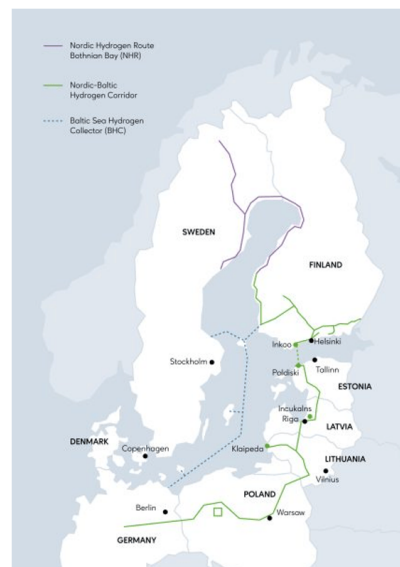 Nordic Hydrogen Route
Bothnian Bay (NHR)
Nordic-Baltic
Hydrogen Corridor
Baltic Sea Hydrogen
Collector (BHC)
SWEDEN
FINLAND
Inkoo
Helsinki
Stockholm
Paldiski
Tallinn
ESTONIA
Incukalns
Riga
LATVIA
DENMARK
Copenhagen
Klaipeda
LITHUANIA
Vilnius
Berlin
POLAND
Warsaw
GERMANY